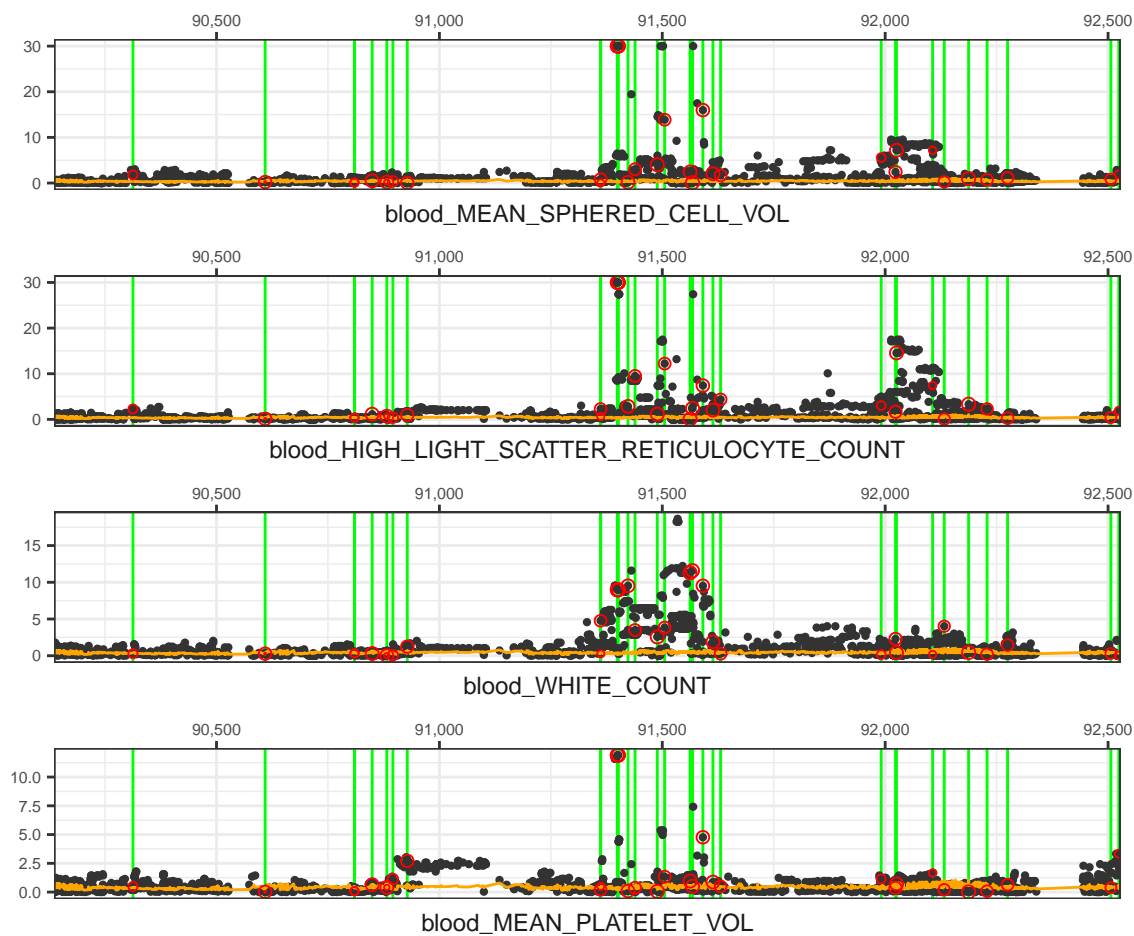 90,500 91,000 91,500 92,000 92,500
30
20
10
0
blood_MEAN_SPHERED_CELL_VOL
90,500 91,000 91,500 92,000 92,500
30
20
10
0
blood_HIGH_LIGHT_SCATTER_RETICULOCYTE_COUNT
90,500 91,000 91,500 92,000 92,500
15
10
5
0
blood_WHITE_COUNT
90,500 91,000 91,500 92,000 92,500
10.0
7.5
5.0
2.5
0.0
blood_MEAN_PLATELET_VOL